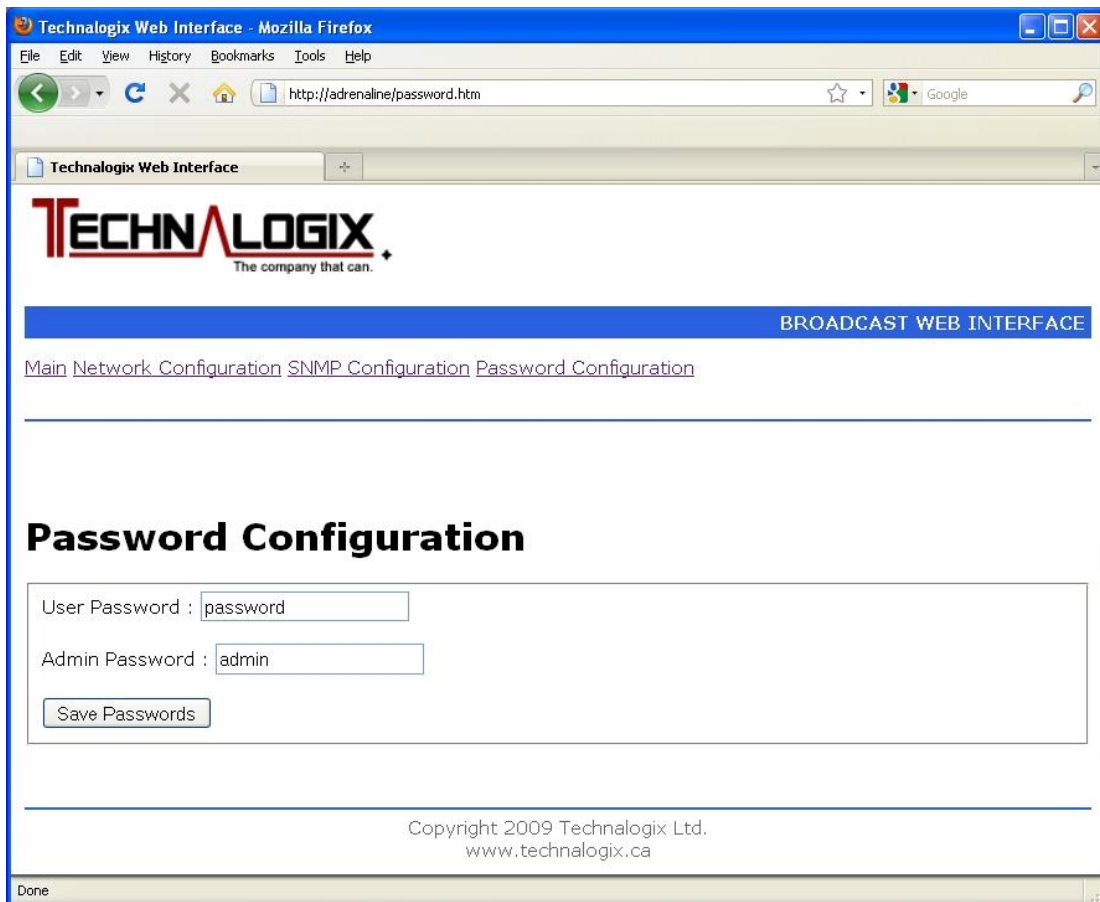 Technalogix Web Interface - Mozilla Firefox
File Edit View History Bookmarks Tools Help
http://adrenaline/password.htm Google
Technalogix Web Interface
TECHNALOGIX
The company that can.
BROADCAST WEB INTERFACE
Main Network Configuration SNMP Configuration Password Configuration
Password Configuration
User Password : password
Admin Password : admin
Save Passwords
Copyright 2009 Technalogix Ltd.
www.technalogix.ca
Done